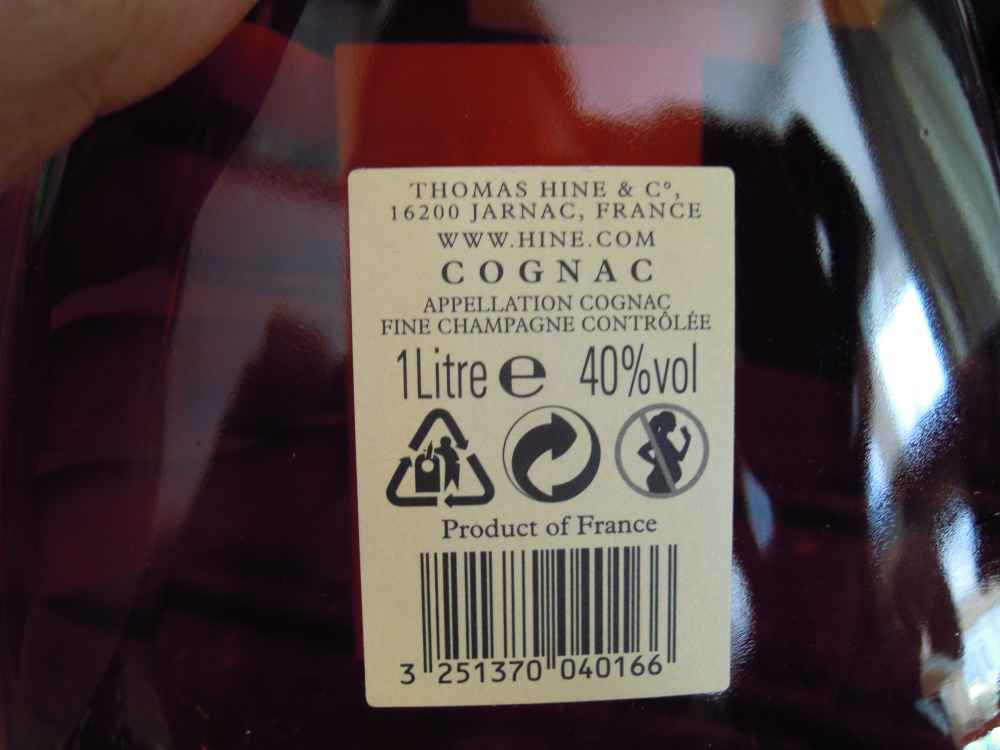 THOMAS HINE & Cº,
16200 JARNAC, FRANCE
WWW.HINE.COM
COGNAC
APPELLATION COGNAC
FINE CHAMPAGNE CONTRÔLÉE
1Litre ℮ 40%vol
Product of France
3 251370 040166